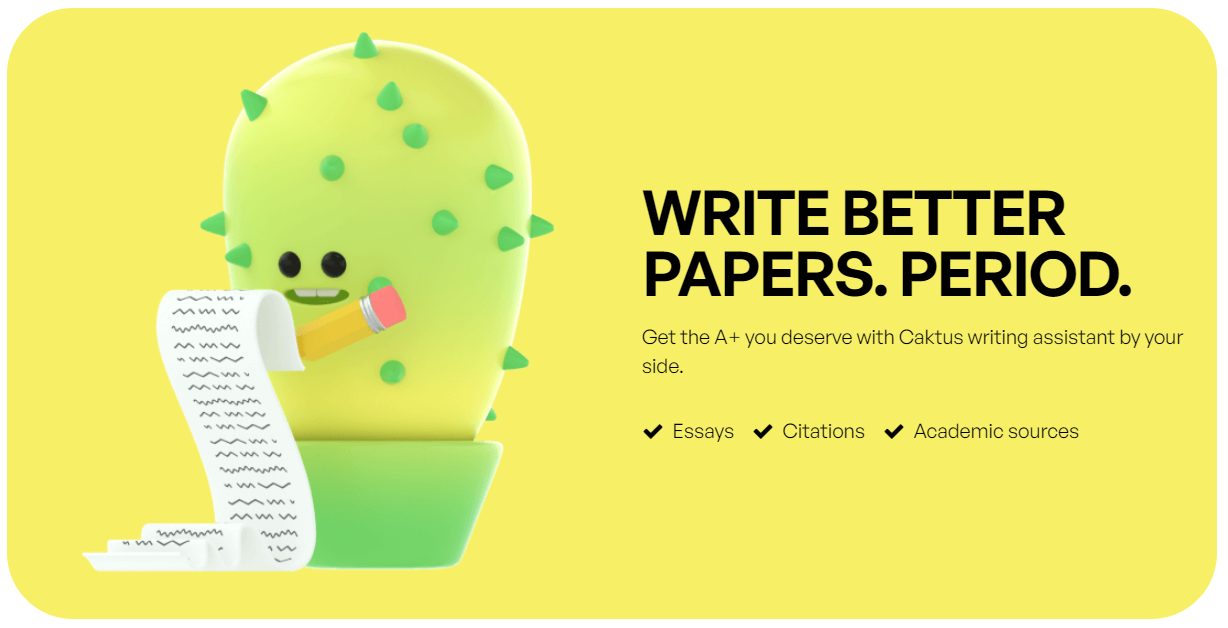 WRITE BETTER
PAPERS. PERIOD.
Get the A+ you deserve with Caktus writing assistant by your
side.
Essays Citations Academic sources